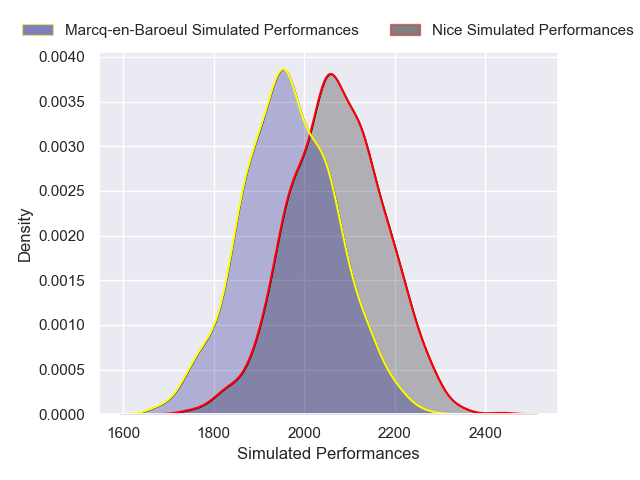 Marcq-en-Baroeul Simulated Performances Nice Simulated Performances
0.0040
0.0035
0.0030
0.0025
0.0020
0.0015
0.0010
0.0005
0.0000
Density
1600 1800 2000 2200 2400
Simulated Performances